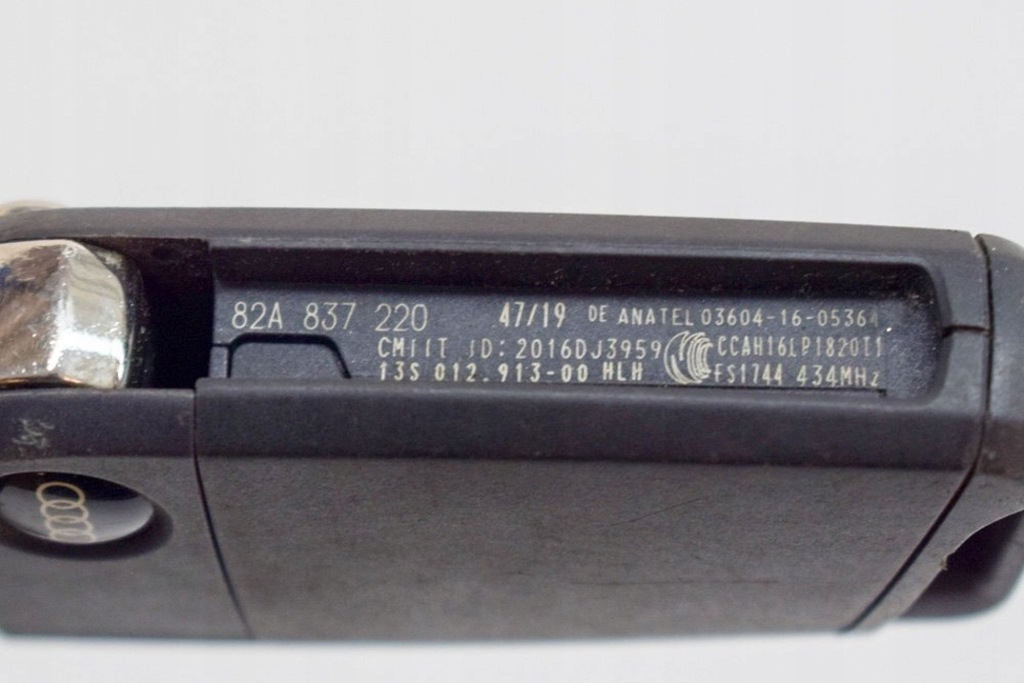 82A 837 220 47/19 DE ANATEL 03604-16-05364
CMIIT ID: 2016DJ3959 CCAH16LP1820T1
13S 012.913-00 HLH FS1744 434MHz